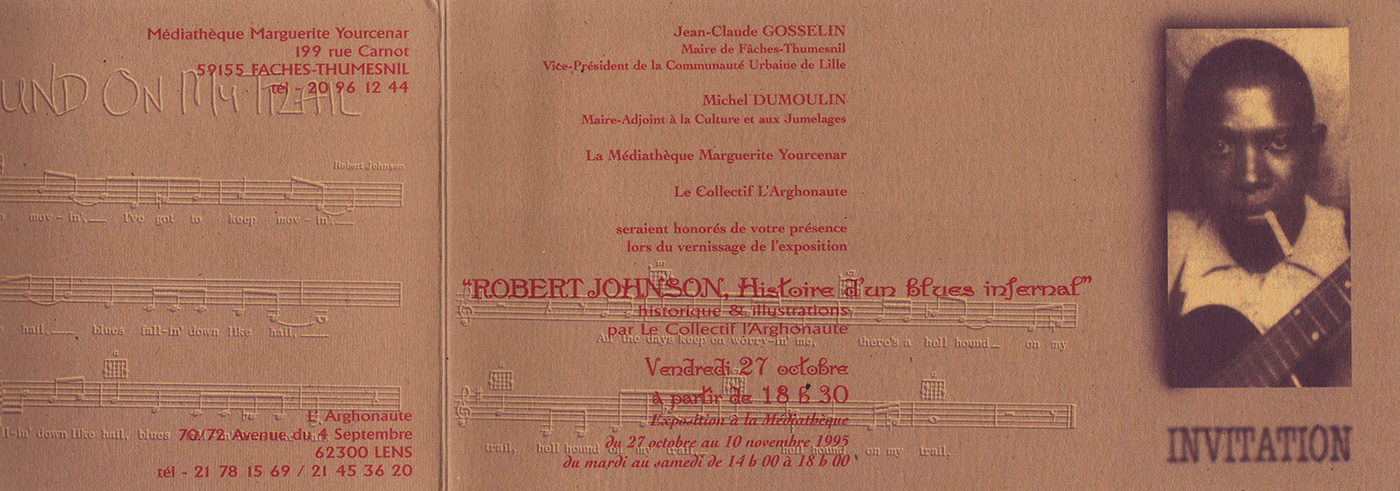 Médiathèque Marguerite Yourcenar
199 rue Carnot
59155 FACHES-THUMESNIL
tél - 20 96 12 44
UND ON MY TRAIL
Robert Johnson
mov-in', I've got to keep mov-in',
hail, blues fall-in' down like hail,
I-in' down like hail, blues
L' Arghonaute
70/72 Avenue du 4 Septembre
62300 LENS
tél - 21 78 15 69 / 21 45 36 20
Jean-Claude GOSSELIN
Maire de Fâches-Thumesnil
Vice-Président de la Communauté Urbaine de Lille
Michel DUMOULIN
Maire-Adjoint à la Culture et aux Jumelages
La Médiathèque Marguerite Yourcenar
Le Collectif L'Arghonaute
seraient honorés de votre présence
lors du vernissage de l'exposition
"ROBERT JOHNSON, Histoire d'un blues infernal"
historique & illustrations
par Le Collectif l'Arghonaute
All the days keep on worry-in' me, there's a hell hound on my
Vendredi 27 octobre
à partir de 18 h 30
Exposition à la Médiathèque
du 27 octobre au 10 novembre 1995
trail, hell hound on my trail, hell hound on my trail.
du mardi au samedi de 14 h 00 à 18 h 00
INVITATION